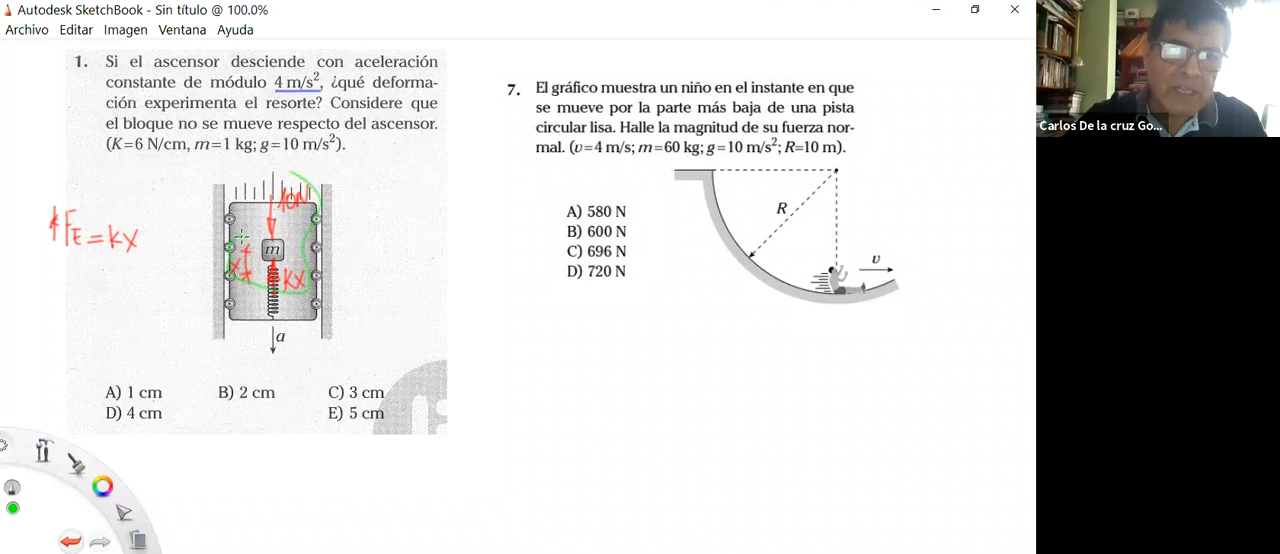 Autodesk SketchBook - Sin título @ 100.0%
Archivo Editar Imagen Ventana Ayuda
1. Si el ascensor desciende con aceleración
constante de módulo 4 m/s², ¿qué deforma-
ción experimenta el resorte? Considere que
el bloque no se mueve respecto del ascensor.
(K=6 N/cm, m=1 kg; g=10 m/s²).
10N
FE=kx
m
x
kx
a
A) 1 cm B) 2 cm C) 3 cm
D) 4 cm E) 5 cm
7. El gráfico muestra un niño en el instante en que
se mueve por la parte más baja de una pista
circular lisa. Halle la magnitud de su fuerza nor-
mal. (v=4 m/s; m=60 kg; g=10 m/s²; R=10 m).
A) 580 N
B) 600 N
C) 696 N
D) 720 N
R
v
Carlos De la cruz Go...